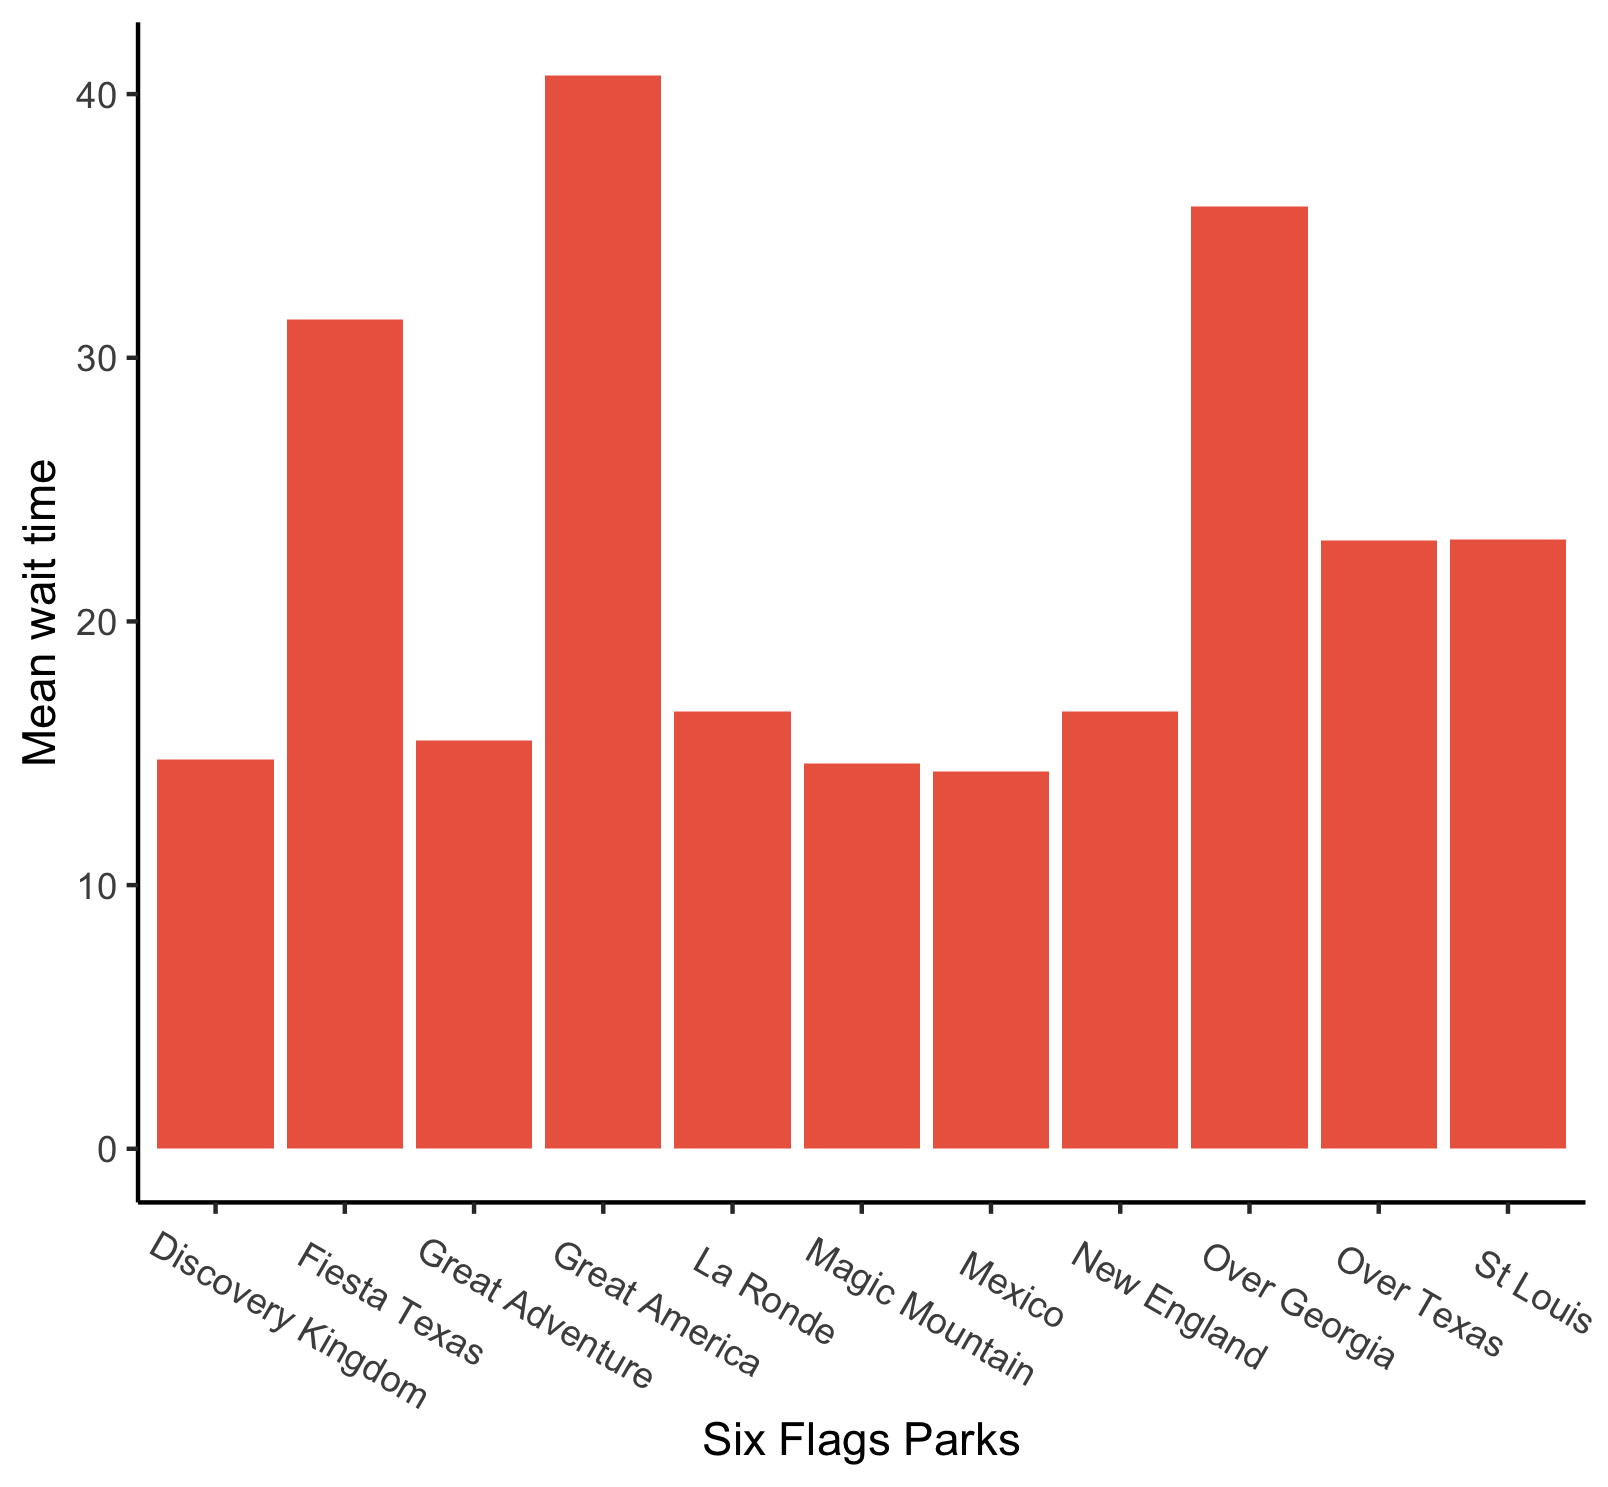 Mean wait time
40
30
20
10
0
Discovery Kingdom
Fiesta Texas
Great Adventure
Great America
La Ronde
Magic Mountain
Mexico
New England
Over Georgia
Over Texas
St Louis
Six Flags Parks